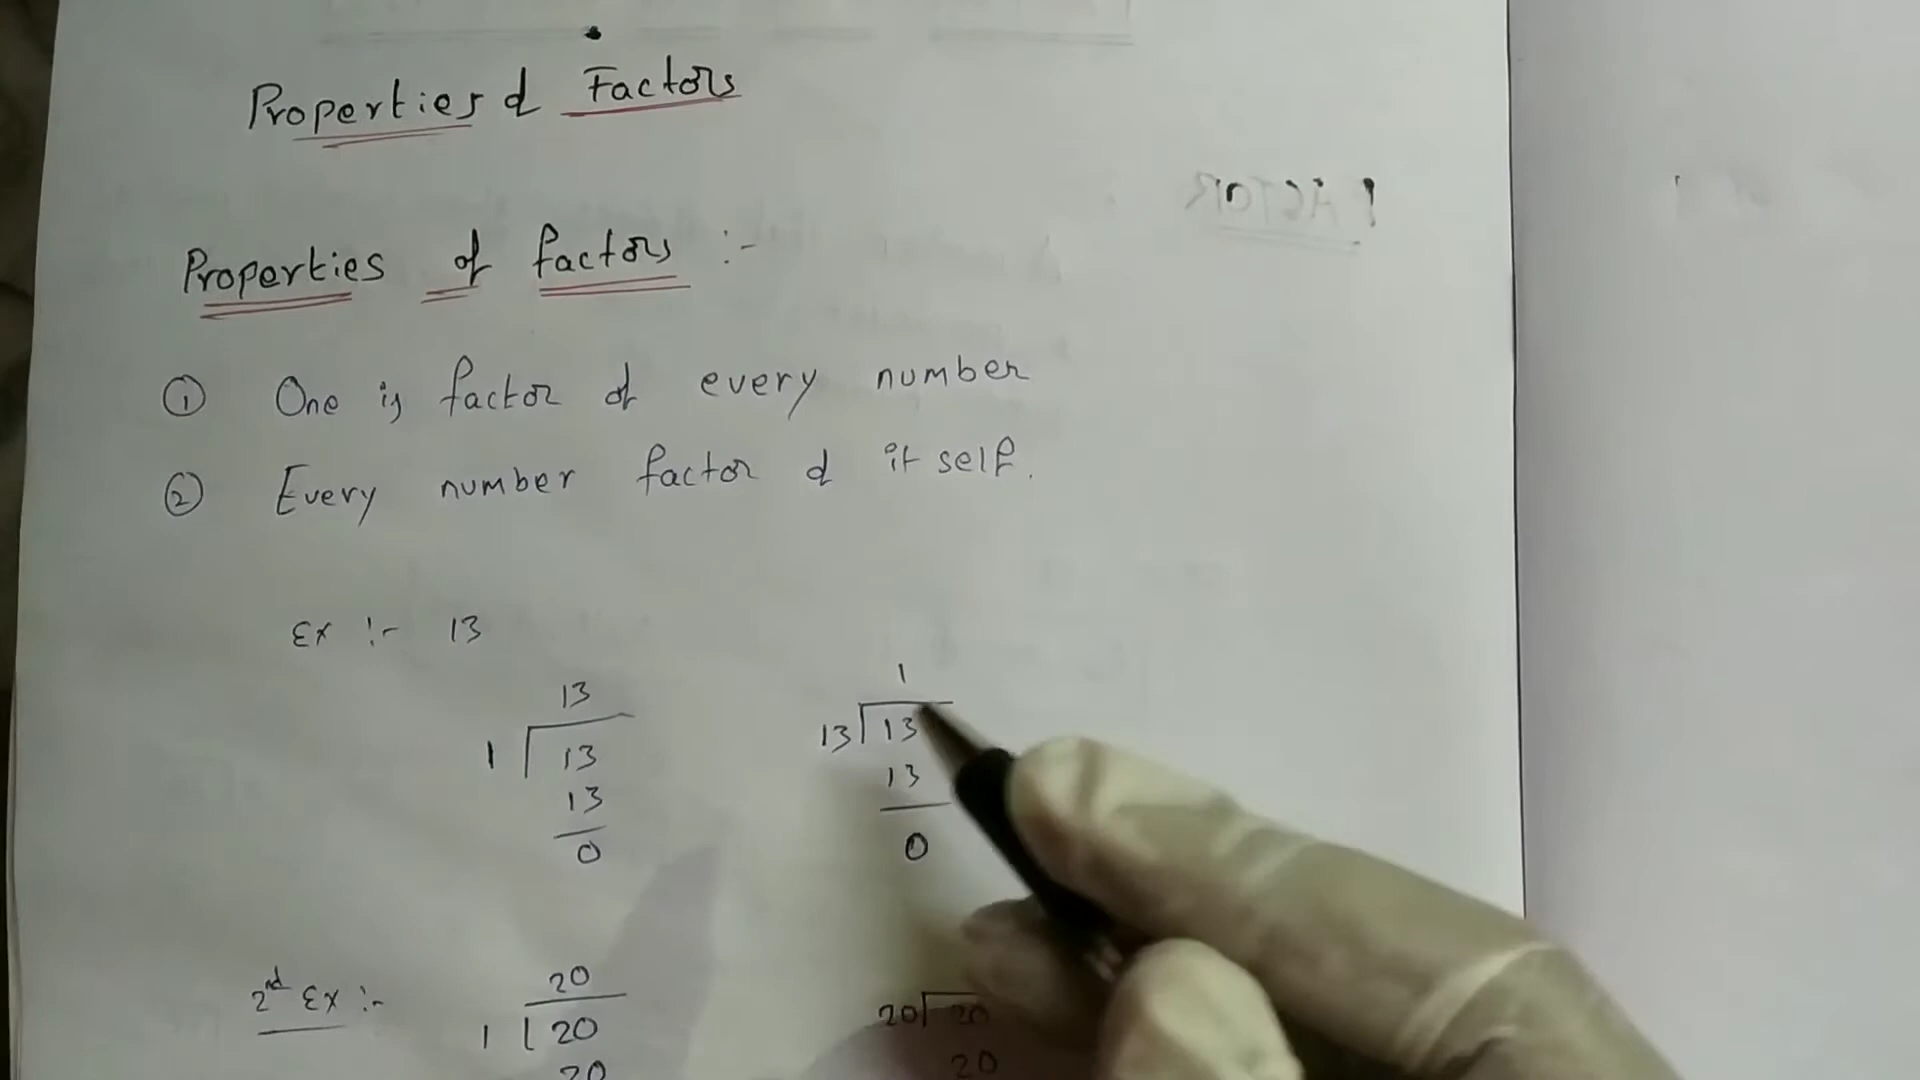 Properties of Factors
Properties of factors :-
① One is factor of every number
② Every number factor of it self.
Ex :- 13
13
1 13
13
0
1
13 13
13
0
2nd Ex :-
20
1 20
20
20 20
20